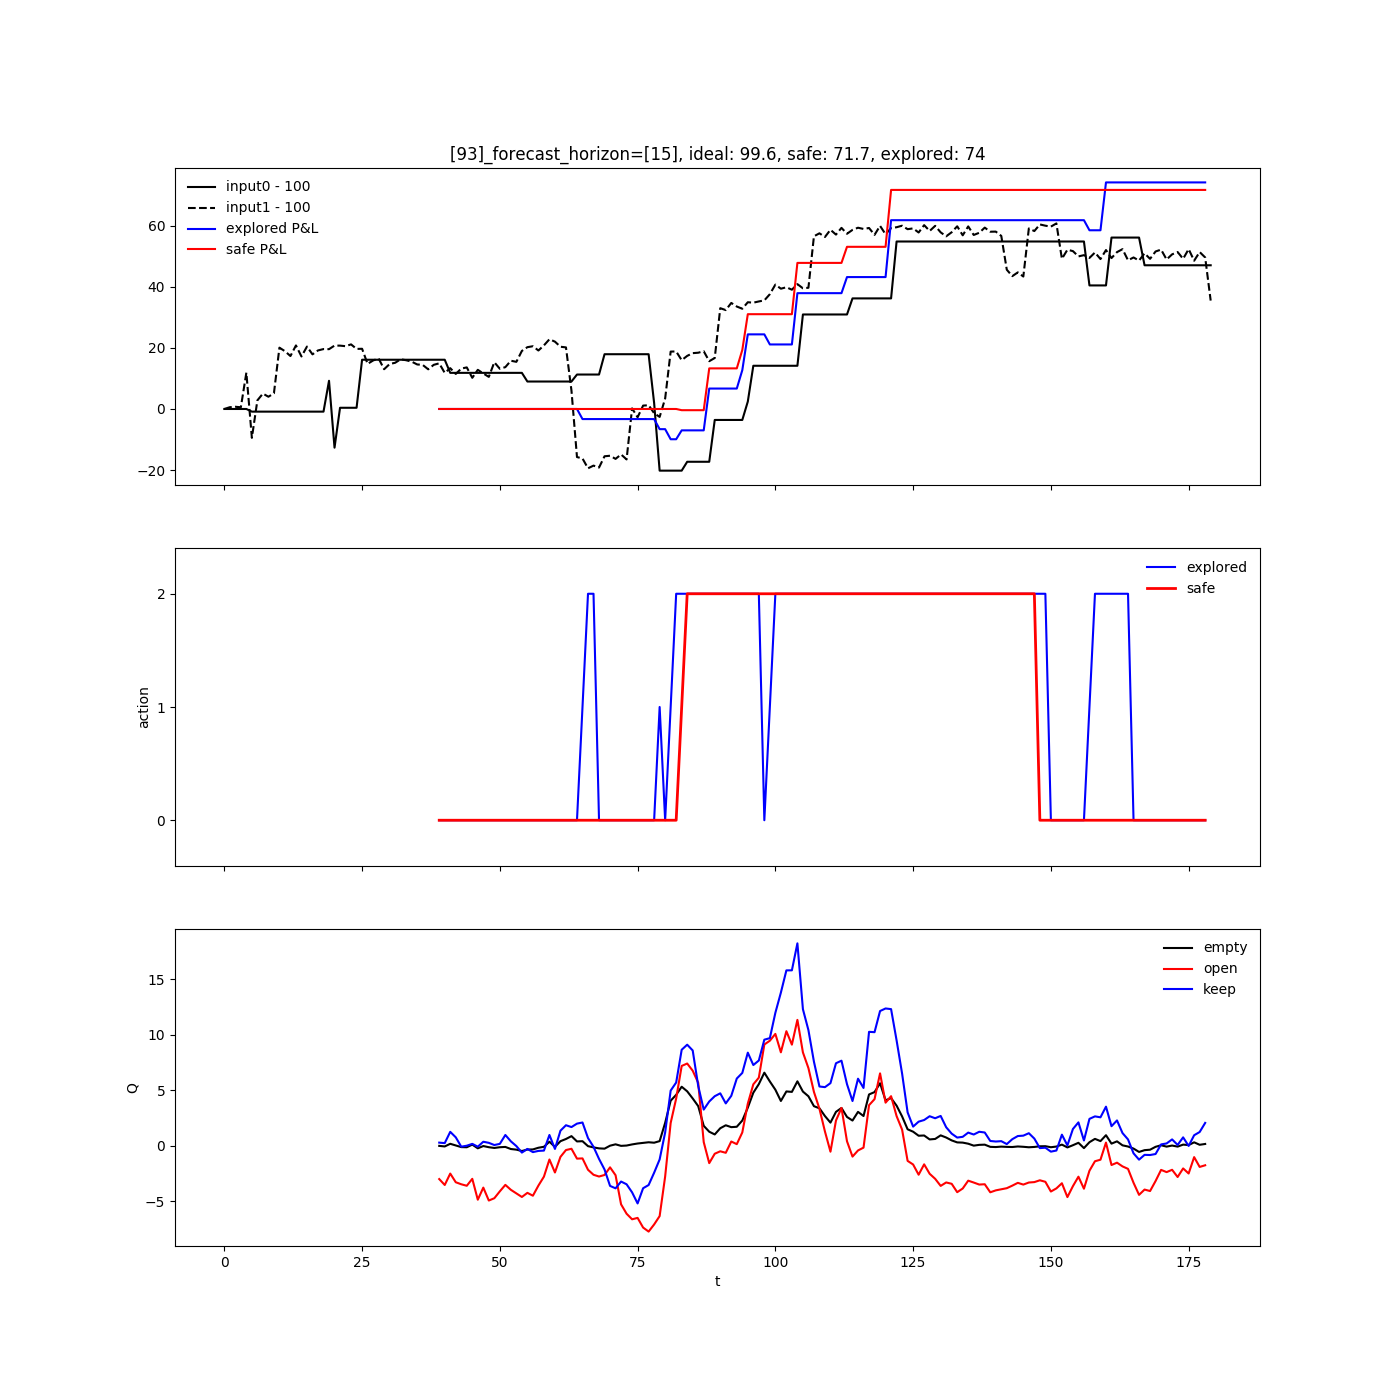 [93]_forecast_horizon=[15], ideal: 99.6, safe: 71.7, explored: 74
input0 - 100
input1 - 100
explored P&L
safe P&L
60
40
20
0
−20
explored
safe
2
1
0
action
empty
open
keep
15
10
5
0
−5
Q
0 25 50 75 100 125 150 175
t